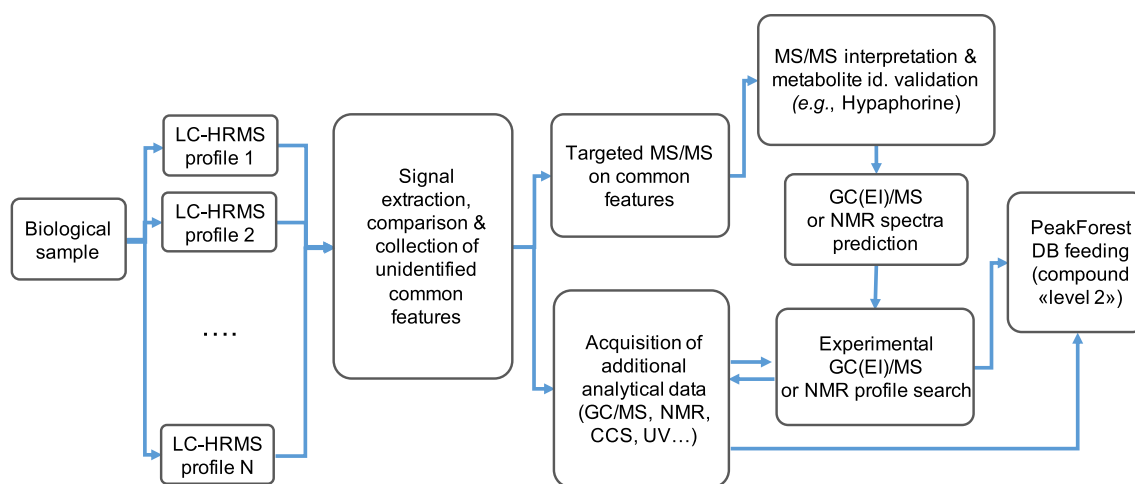 Biological
sample
LC-HRMS
profile 1
LC-HRMS
profile 2
....
LC-HRMS
profile N
Signal
extraction,
comparison &
collection of
unidentified
common
features
Targeted MS/MS
on common
features
Acquisition of
additional
analytical data
(GC/MS, NMR,
CCS, UV…)
MS/MS interpretation &
metabolite id. validation
(e.g., Hypaphorine)
GC(EI)/MS
or NMR spectra
prediction
Experimental
GC(EI)/MS
or NMR profile search
PeakForest
DB feeding
(compound
«level 2»)